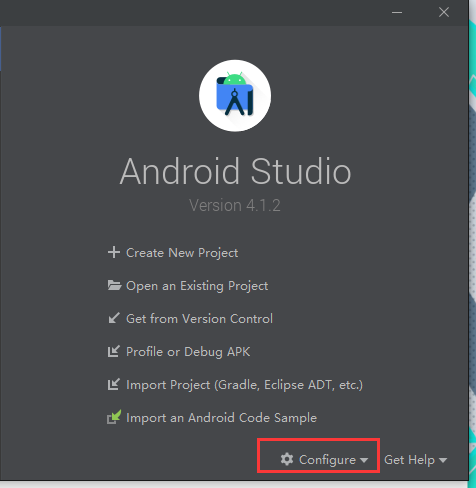 Android Studio
Version 4.1.2
Create New Project
Open an Existing Project
Get from Version Control
Profile or Debug APK
Import Project (Gradle, Eclipse ADT, etc.)
Import an Android Code Sample
Configure Get Help